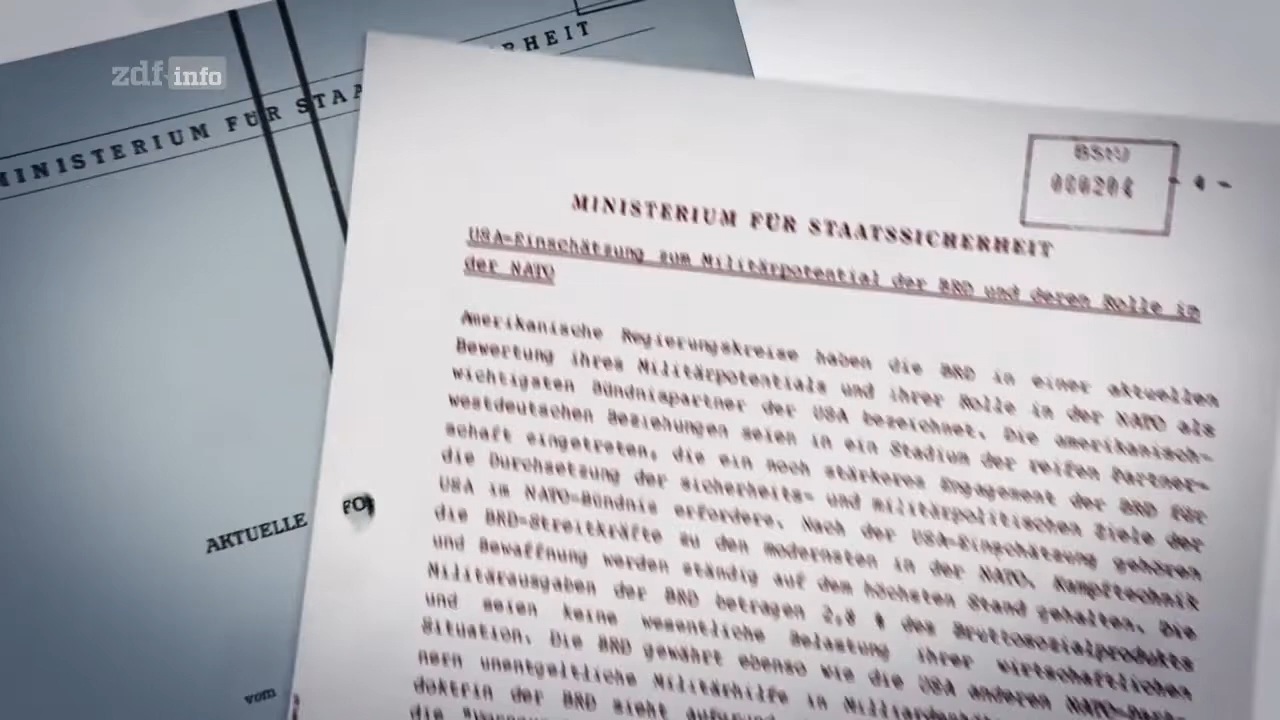 zdf info
MINISTERIUM FÜR STAA
RHEIT
AKTUELLE
FO
vom
BStU
- 4 -
MINISTERIUM FÜR STAATSSICHERHEIT
USA-Einschätzung zum Militärpotential der BRD und deren Rolle in
der NATO
Amerikanische Regierungskreise haben die BRD in einer aktuellen
Bewertung ihres Militärpotentials und ihrer Rolle in der NATO als
wichtigsten Bündnispartner der USA bezeichnet. Die amerikanisch-
westdeutschen Beziehungen seien in ein Stadium der reifen Partner-
schaft eingetreten, die ein noch stärkeres Engagement der BRD für
die Durchsetzung der sicherheits- und militärpolitischen Ziele der
USA im NATO-Bündnis erfordere. Nach der USA-Einschätzung gehören
die BRD-Streitkräfte zu den modernsten in der NATO. Kampftechnik
und Bewaffnung werden ständig auf dem höchsten Stand gehalten. Die
Militärausgaben der BRD betragen 2,8 % des Bruttosozialprodukts
und seien keine wesentliche Belastung ihrer wirtschaftlichen
Situation. Die BRD gewährt ebenso wie die USA anderen NATO-Part-
nern unentgeltliche Militärhilfe in
doktrin der BRD sieht aufgrund
die